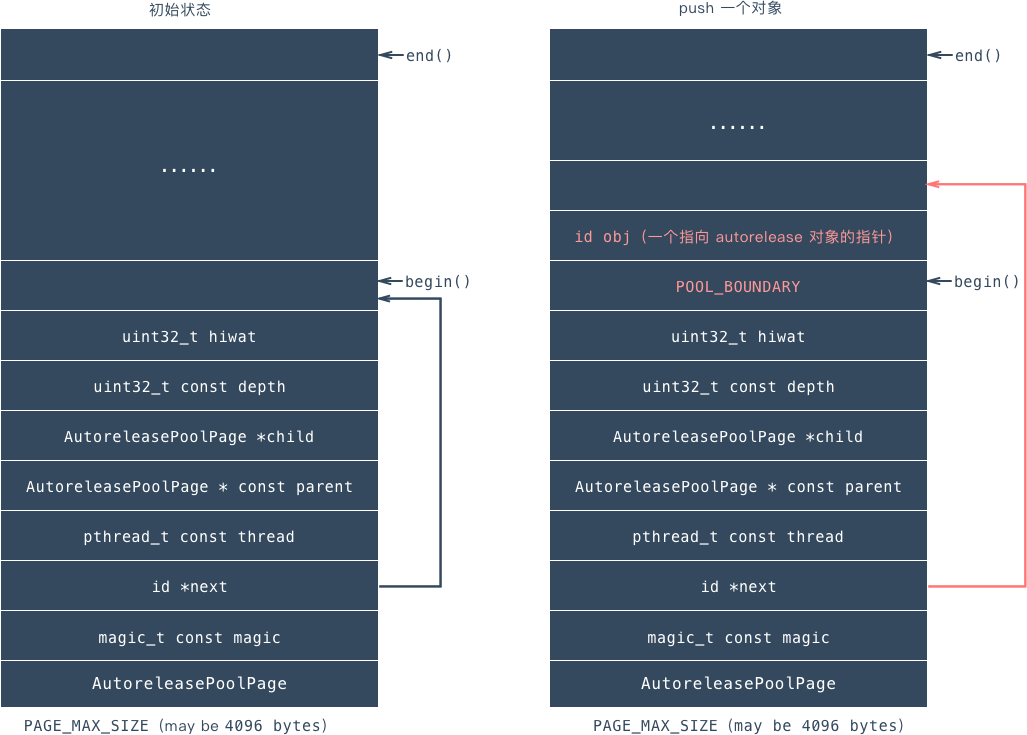 初始状态
end()
......
begin()
uint32_t hiwat
uint32_t const depth
AutoreleasePoolPage *child
AutoreleasePoolPage * const parent
pthread_t const thread
id *next
magic_t const magic
AutoreleasePoolPage
PAGE_MAX_SIZE (may be 4096 bytes)
push 一个对象
end()
......
id obj (一个指向 autorelease 对象的指针)
POOL_BOUNDARY
begin()
uint32_t hiwat
uint32_t const depth
AutoreleasePoolPage *child
AutoreleasePoolPage * const parent
pthread_t const thread
id *next
magic_t const magic
AutoreleasePoolPage
PAGE_MAX_SIZE (may be 4096 bytes)